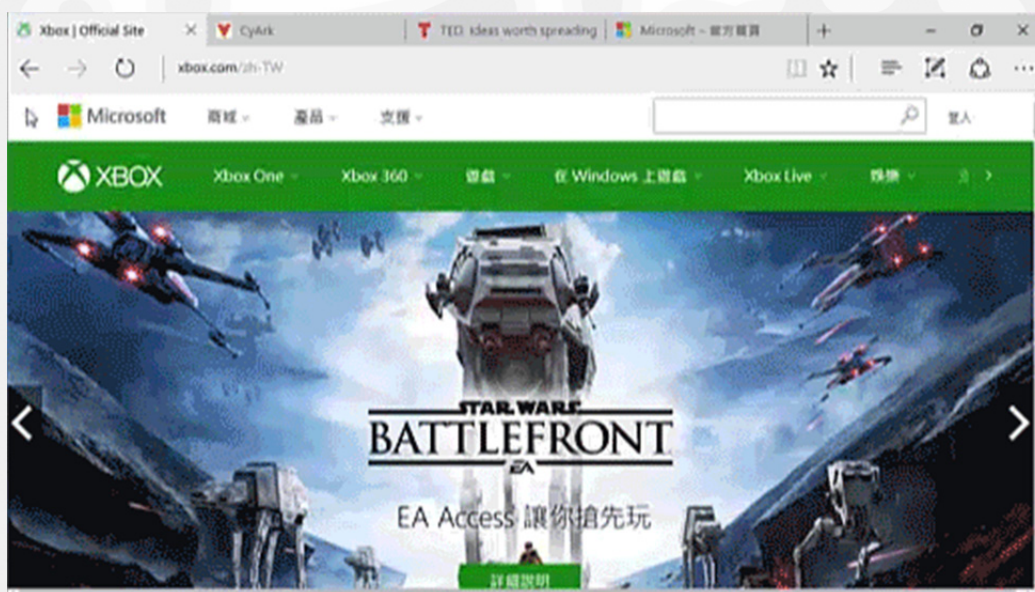 Xbox | Official Site CyArk TED: Ideas worth spreading Microsoft - 官方首頁
xbox.com/zh-TW
Microsoft 商城 產品 支援 登入
XBOX Xbox One Xbox 360 遊戲 在 Windows 上遊戲 Xbox Live 娛樂
STAR WARS
BATTLEFRONT
EA
EA Access 讓你搶先玩
詳細說明